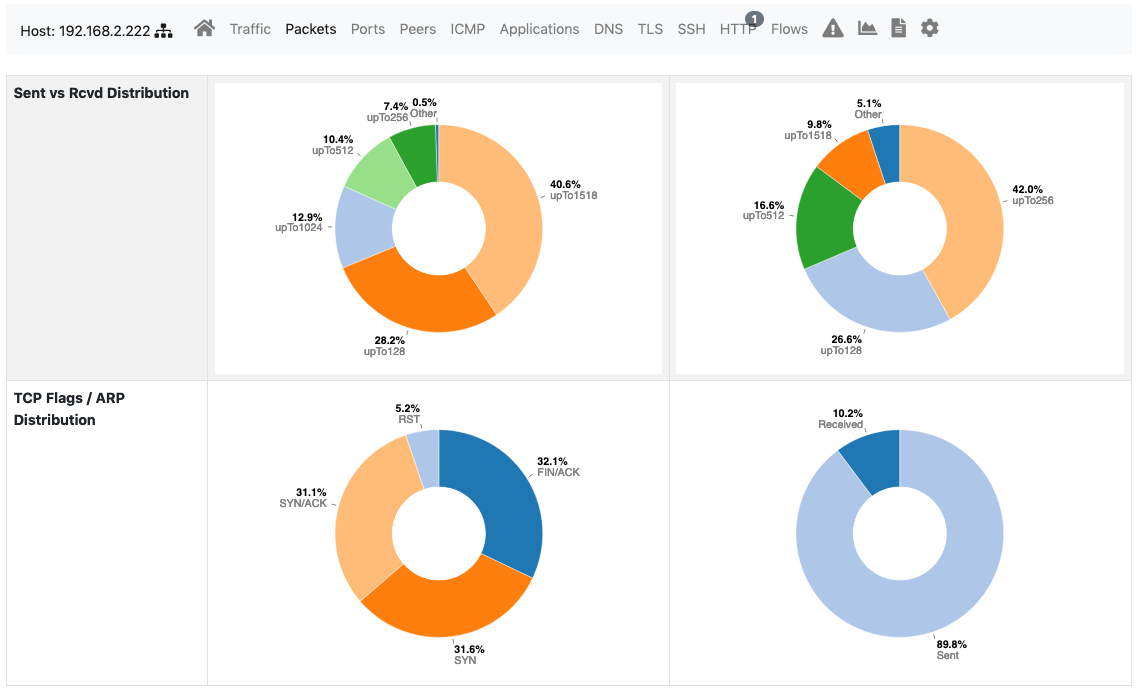 Host: 192.168.2.222
Traffic
Packets
Ports
Peers
ICMP
Applications
DNS
TLS
SSH
HTTP
1
Flows
Sent vs Rcvd Distribution
0.5%
Other
7.4%
upTo256
10.4%
upTo512
12.9%
upTo1024
28.2%
upTo128
40.6%
upTo1518
5.1%
Other
9.8%
upTo1518
16.6%
upTo512
26.6%
upTo128
42.0%
upTo256
TCP Flags / ARP
Distribution
5.2%
RST
31.1%
SYN/ACK
32.1%
FIN/ACK
31.6%
SYN
10.2%
Received
89.8%
Sent